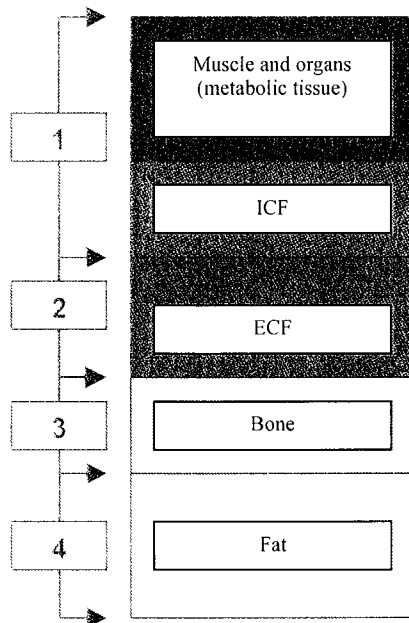 Muscle and organs
(metabolic tissue)
1
ICF
2
ECF
3
Bone
4
Fat